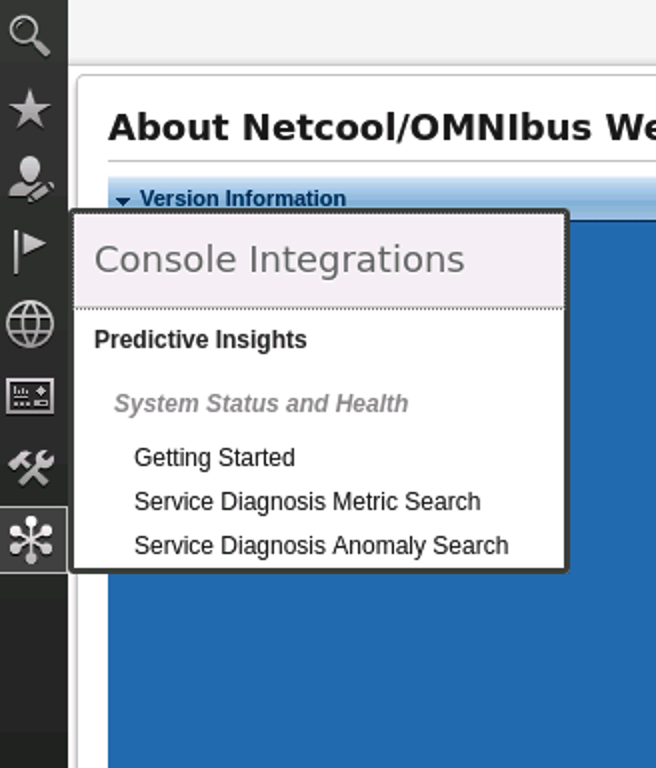 About Netcool/OMNIbus We
Version Information
Console Integrations
Predictive Insights
System Status and Health
Getting Started
Service Diagnosis Metric Search
Service Diagnosis Anomaly Search